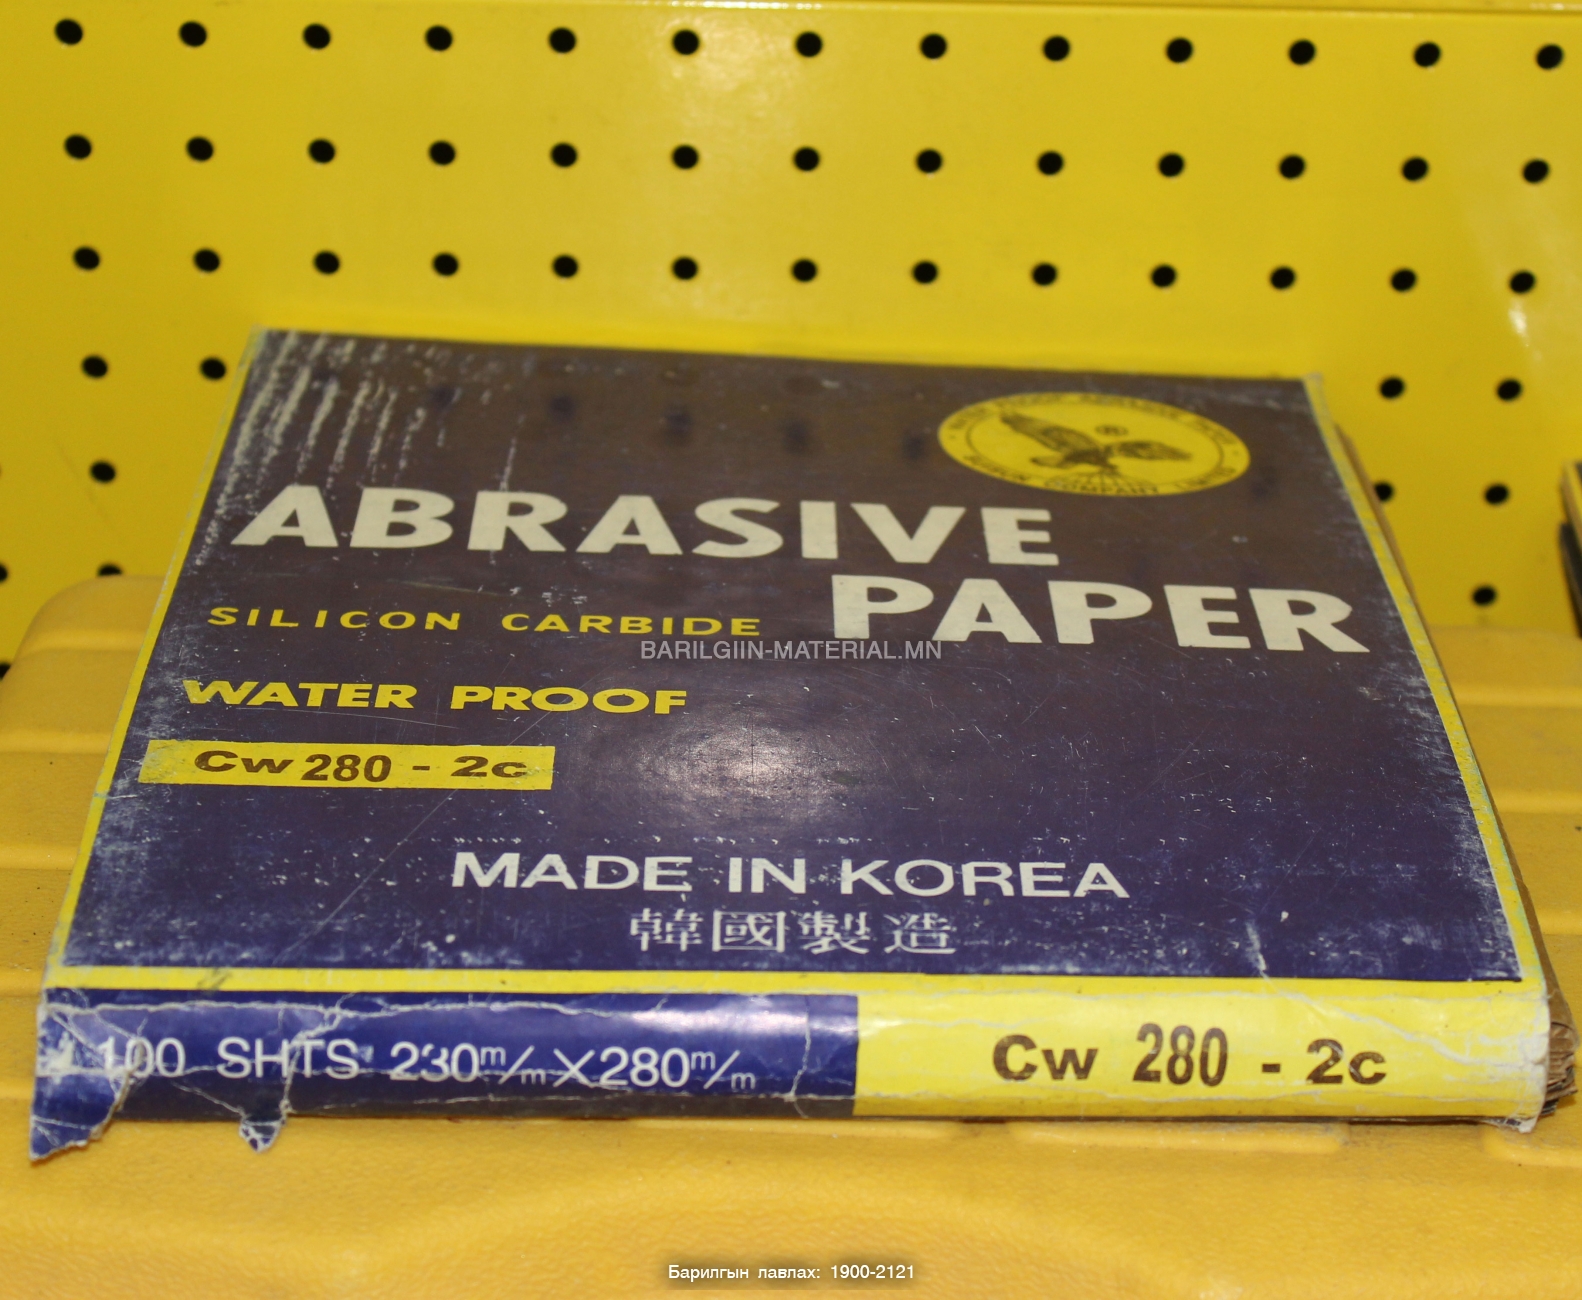 ®
ABRASIVE
PAPER
SILICON CARBIDE
BARILGIIN-MATERIAL.MN
WATER PROOF
Cw 280 - 2c
MADE IN KOREA
韓國製造
100 SHTS 230m/m×280m/m
Cw 280 - 2c
Барилгын лавлах: 1900-2121